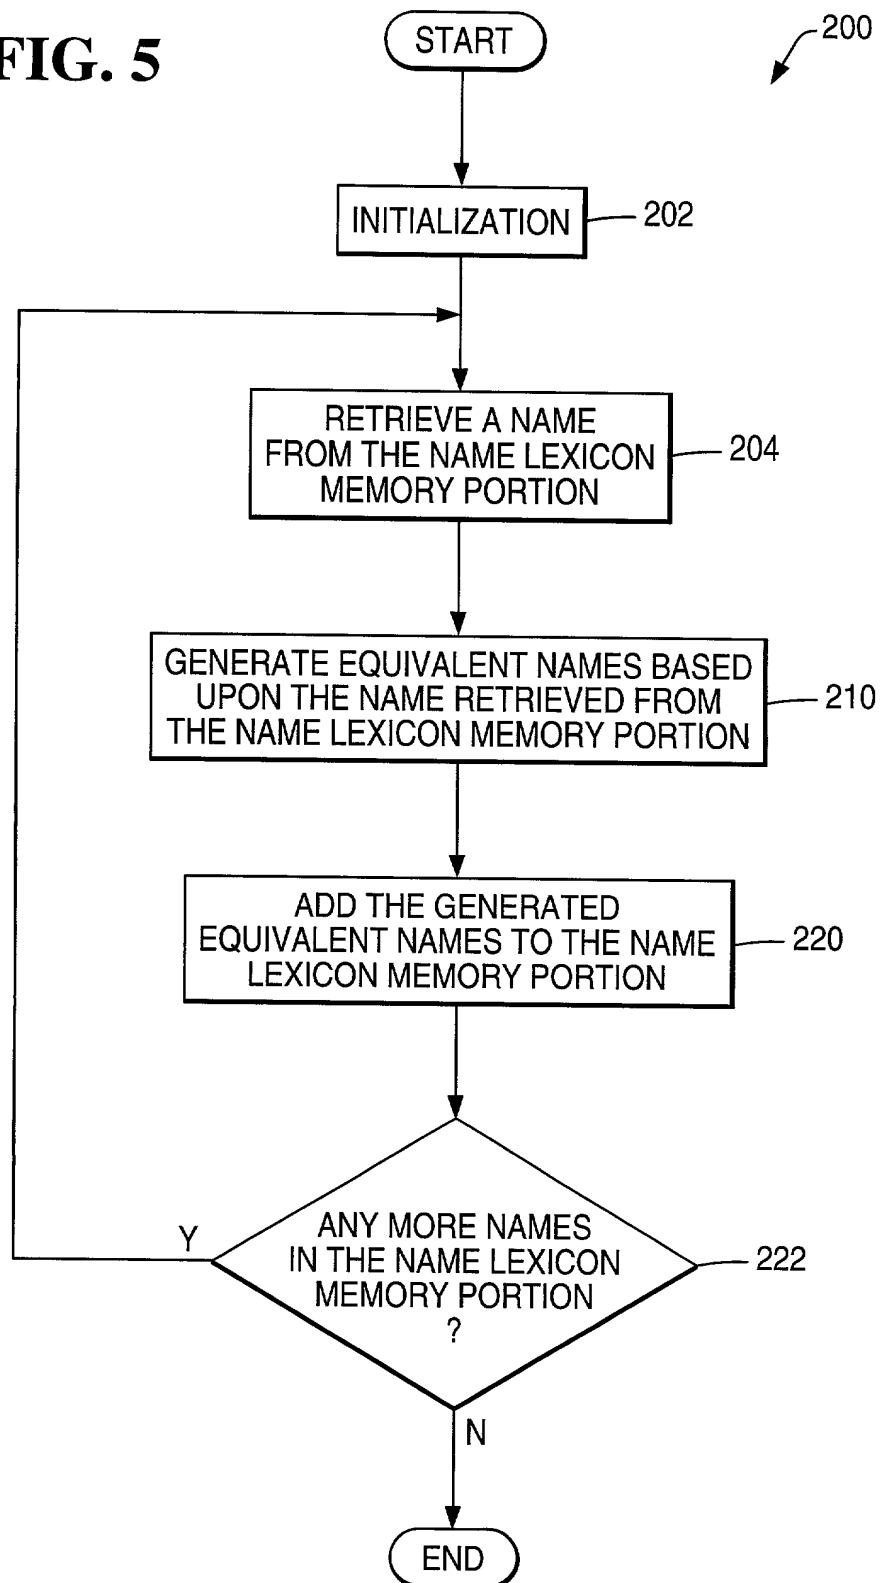 FIG. 5
START
200
INITIALIZATION
202
RETRIEVE A NAME
FROM THE NAME LEXICON
MEMORY PORTION
204
GENERATE EQUIVALENT NAMES BASED
UPON THE NAME RETRIEVED FROM
THE NAME LEXICON MEMORY PORTION
210
ADD THE GENERATED
EQUIVALENT NAMES TO THE NAME
LEXICON MEMORY PORTION
220
Y
ANY MORE NAMES
IN THE NAME LEXICON
MEMORY PORTION
?
222
N
END